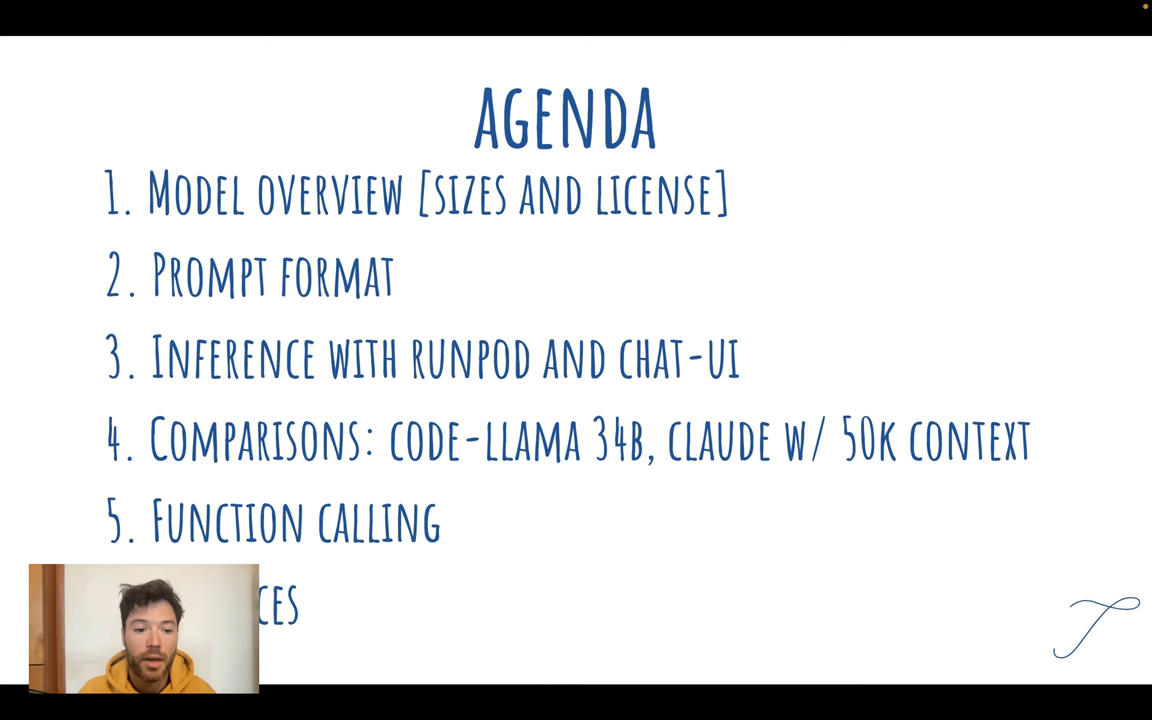 AGENDA
1. MODEL OVERVIEW [SIZES AND LICENSE]
2. PROMPT FORMAT
3. INFERENCE WITH RUNPOD AND CHAT-UI
4. COMPARISONS: CODE-LLAMA 34B, CLAUDE W/ 50K CONTEXT
5. FUNCTION CALLING